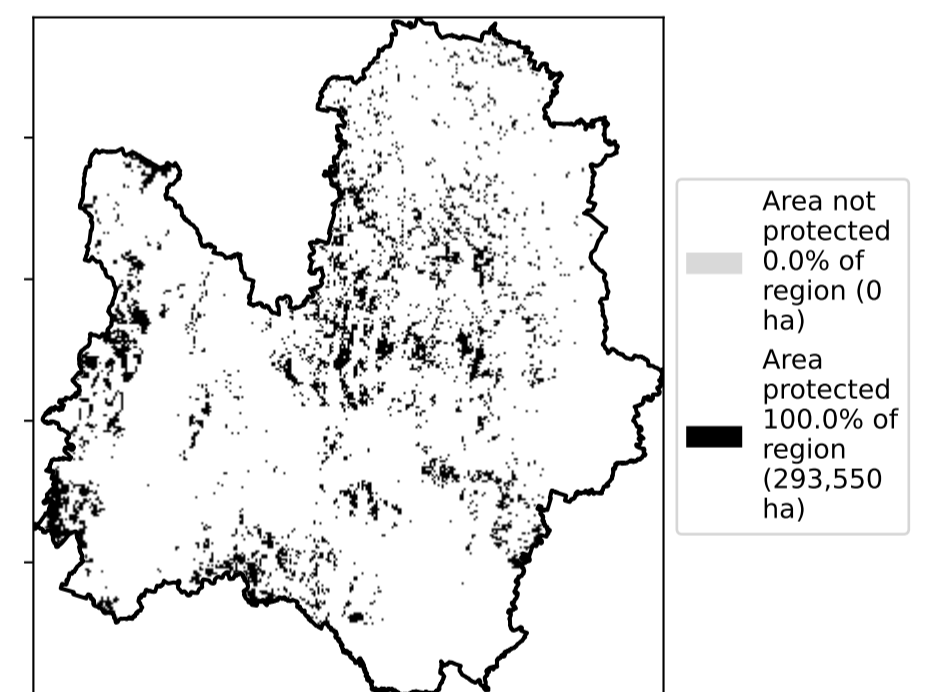 Area not
protected
0.0% of
region (0
ha)
Area
protected
100.0% of
region
(293,550
ha)